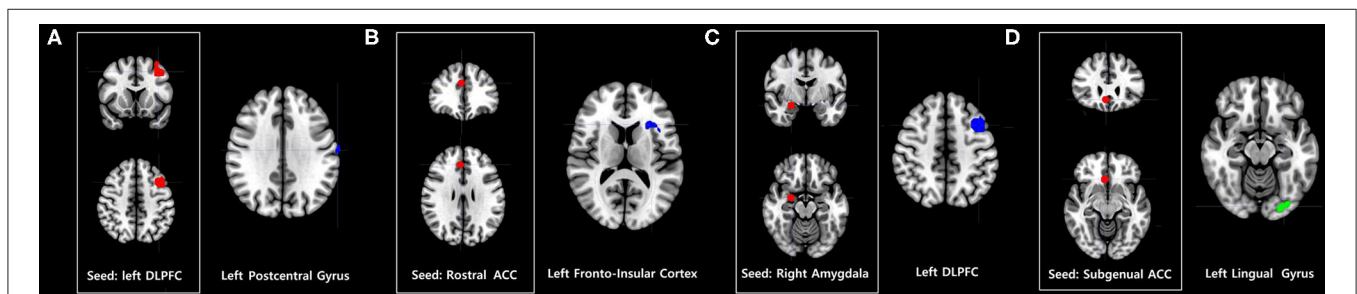 A
B
C
D
Seed: left DLPFC
Left Postcentral Gyrus
Seed: Rostral ACC
Left Fronto-Insular Cortex
Seed: Right Amygdala
Left DLPFC
Seed: Subgenual ACC
Left Lingual Gyrus